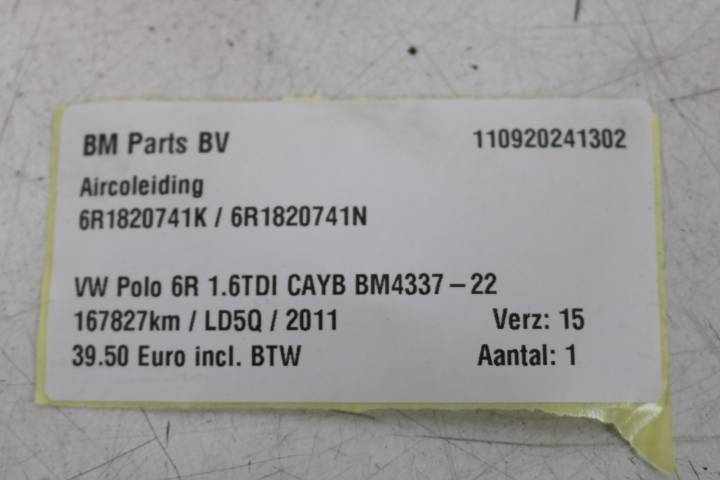 BM Parts BV 110920241302
Aircoleiding
6R1820741K / 6R1820741N
VW Polo 6R 1.6TDI CAYB BM4337-22
167827km / LD5Q / 2011 Verz: 15
39.50 Euro incl. BTW Aantal: 1